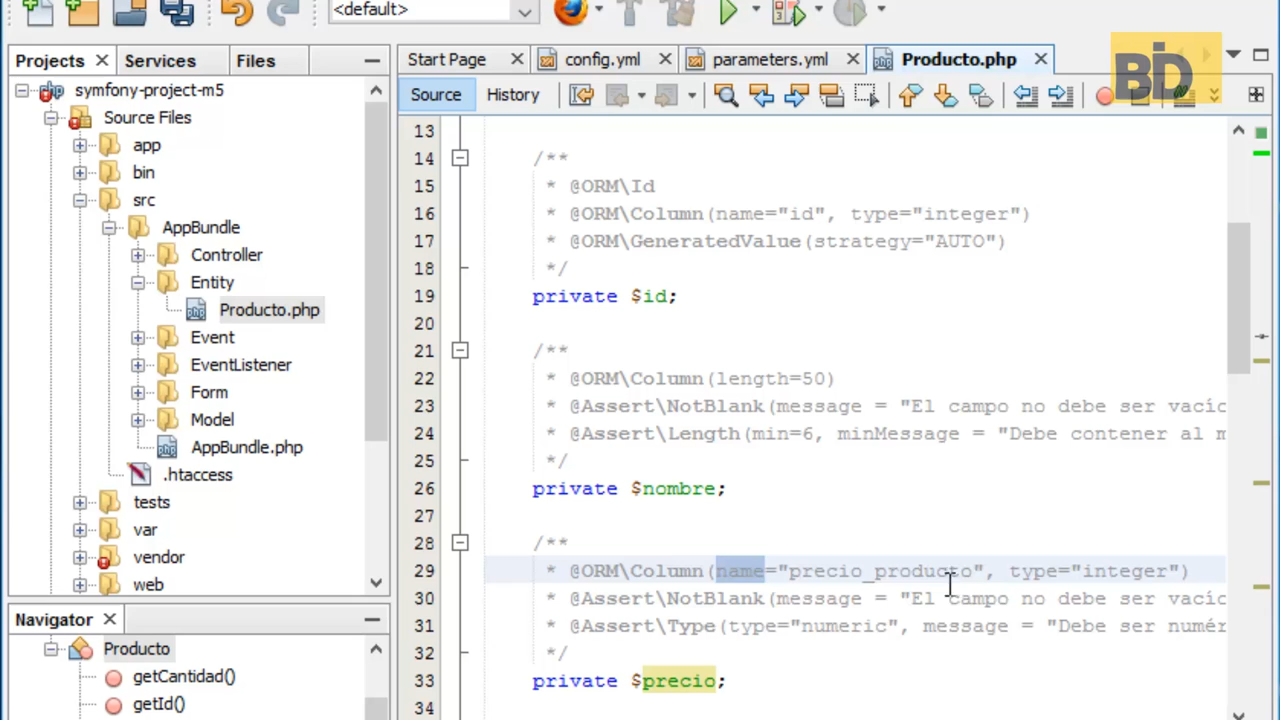 <default>
Projects
Services
Files
Start Page
config.yml
parameters.yml
Producto.php
BD
Source
History
symfony-project-m5
Source Files
app
bin
src
AppBundle
Controller
Entity
Producto.php
Event
EventListener
Form
Model
AppBundle.php
.htaccess
tests
var
vendor
web
Navigator
Producto
getCantidad()
getId()
13
14 /**
15 * @ORM\Id
16 * @ORM\Column(name="id", type="integer")
17 * @ORM\GeneratedValue(strategy="AUTO")
18 */
19 private $id;
20
21 /**
22 * @ORM\Column(length=50)
23 * @Assert\NotBlank(message = "El campo no debe ser vací
24 * @Assert\Length(min=6, minMessage = "Debe contener al m
25 */
26 private $nombre;
27
28 /**
29 * @ORM\Column(name="precio_producto", type="integer")
30 * @Assert\NotBlank(message = "El campo no debe ser vací
31 * @Assert\Type(type="numeric", message = "Debe ser numér
32 */
33 private $precio;
34